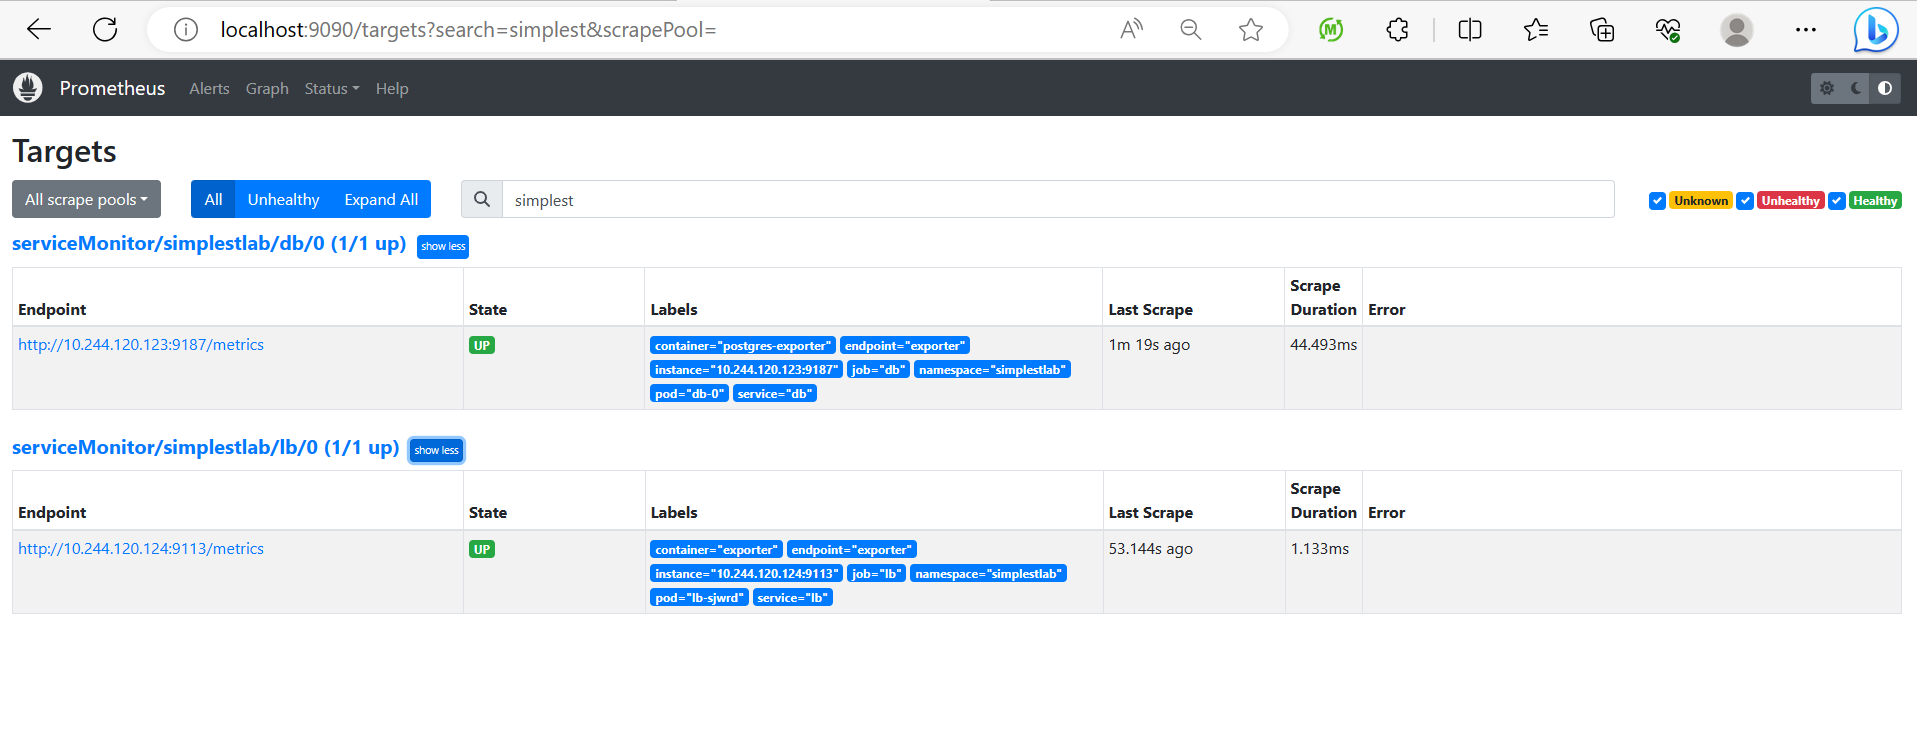 localhost:9090/targets?search=simplest&scrapePool=
Prometheus Alerts Graph Status Help
Targets
All scrape pools All Unhealthy Expand All simplest Unknown Unhealthy Healthy
serviceMonitor/simplestlab/db/0 (1/1 up) show less
Endpoint State Labels Last Scrape Scrape Duration Error
http://10.244.120.123:9187/metrics UP container="postgres-exporter" endpoint="exporter" 1m 19s ago 44.493ms
instance="10.244.120.123:9187" job="db" namespace="simplestlab"
pod="db-0" service="db"
serviceMonitor/simplestlab/lb/0 (1/1 up) show less
Endpoint State Labels Last Scrape Scrape Duration Error
http://10.244.120.124:9113/metrics UP container="exporter" endpoint="exporter" 53.144s ago 1.133ms
instance="10.244.120.124:9113" job="lb" namespace="simplestlab"
pod="lb-sjwrd" service="lb"